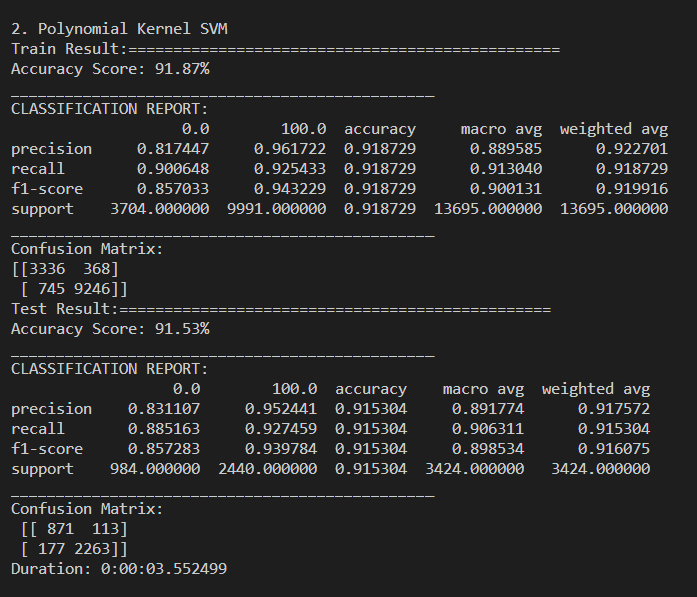 2. Polynomial Kernel SVM
Train Result:================================================
Accuracy Score: 91.87%
_______________________________________________
CLASSIFICATION REPORT:
                   0.0        100.0  accuracy     macro avg  weighted avg
precision     0.817447     0.961722  0.918729      0.889585      0.922701
recall        0.900648     0.925433  0.918729      0.913040      0.918729
f1-score      0.857033     0.943229  0.918729      0.900131      0.919916
support    3704.000000  9991.000000  0.918729  13695.000000  13695.000000
_______________________________________________
Confusion Matrix:
[[3336  368]
 [ 745 9246]]
Test Result:================================================
Accuracy Score: 91.53%
_______________________________________________
CLASSIFICATION REPORT:
                  0.0        100.0  accuracy    macro avg  weighted avg
precision    0.831107     0.952441  0.915304     0.891774      0.917572
recall       0.885163     0.927459  0.915304     0.906311      0.915304
f1-score     0.857283     0.939784  0.915304     0.898534      0.916075
support    984.000000  2440.000000  0.915304  3424.000000   3424.000000
_______________________________________________
Confusion Matrix:
 [[ 871  113]
 [ 177 2263]]
Duration: 0:00:03.552499